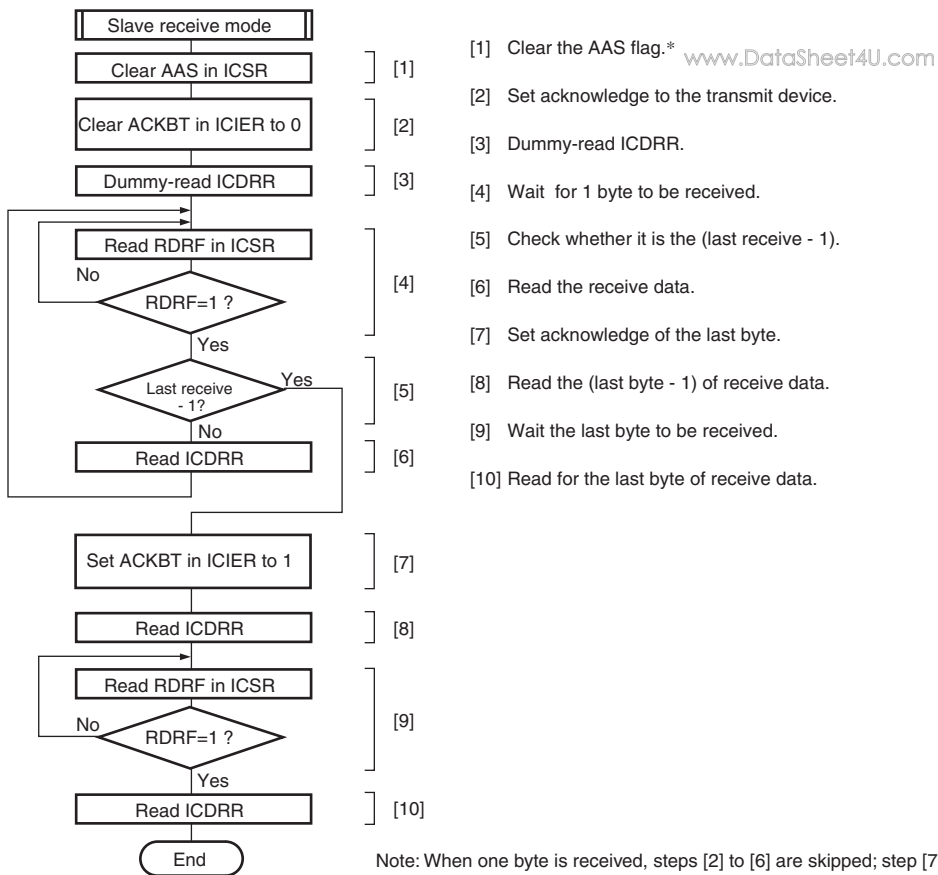 Slave receive mode
Clear AAS in ICSR
[1]
Clear ACKBT in ICIER to 0
[2]
Dummy-read ICDRR
[3]
Read RDRF in ICSR
No
RDRF=1 ?
[4]
Yes
Last receive
- 1?
Yes
[5]
No
Read ICDRR
[6]
Set ACKBT in ICIER to 1
[7]
Read ICDRR
[8]
Read RDRF in ICSR
No
RDRF=1 ?
[9]
Yes
Read ICDRR
[10]
End
[1] Clear the AAS flag.*
www.DataSheet4U.com
[2] Set acknowledge to the transmit device.
[3] Dummy-read ICDRR.
[4] Wait for 1 byte to be received.
[5] Check whether it is the (last receive - 1).
[6] Read the receive data.
[7] Set acknowledge of the last byte.
[8] Read the (last byte - 1) of receive data.
[9] Wait the last byte to be received.
[10] Read for the last byte of receive data.
Note: When one byte is received, steps [2] to [6] are skipped; step [7